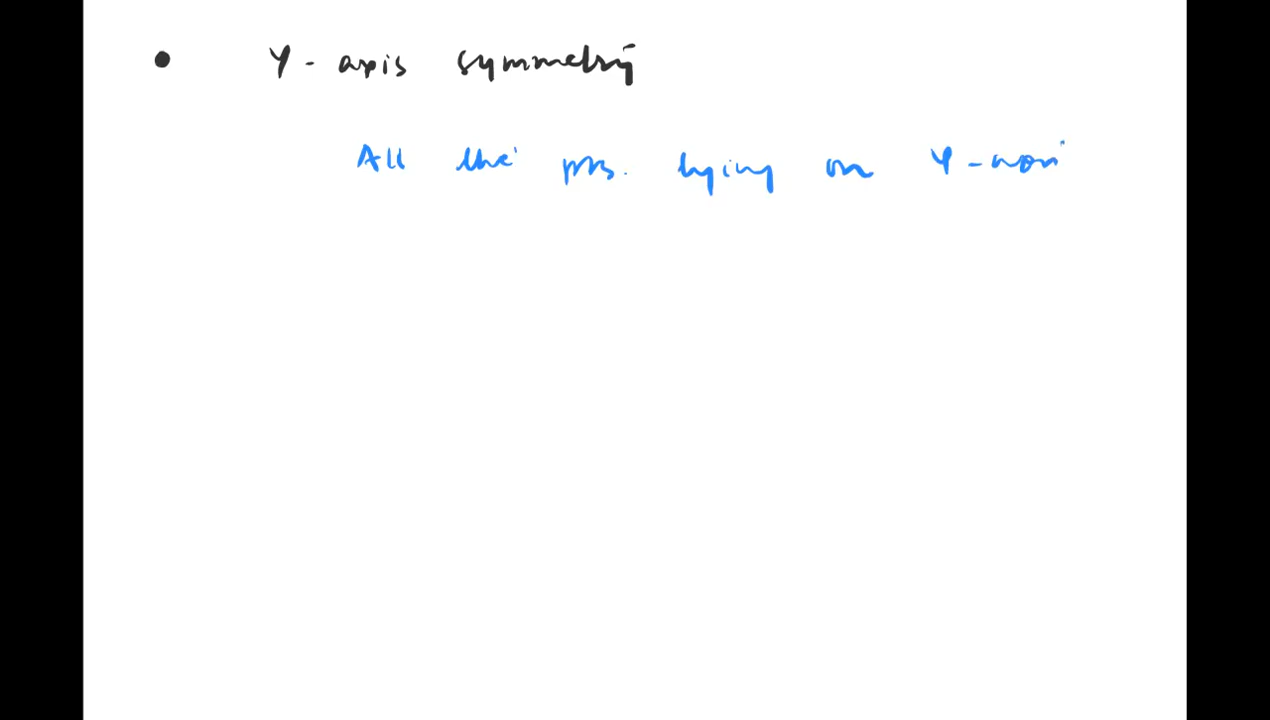 • Y-axis symmetry
All the pts. lying on Y-axis